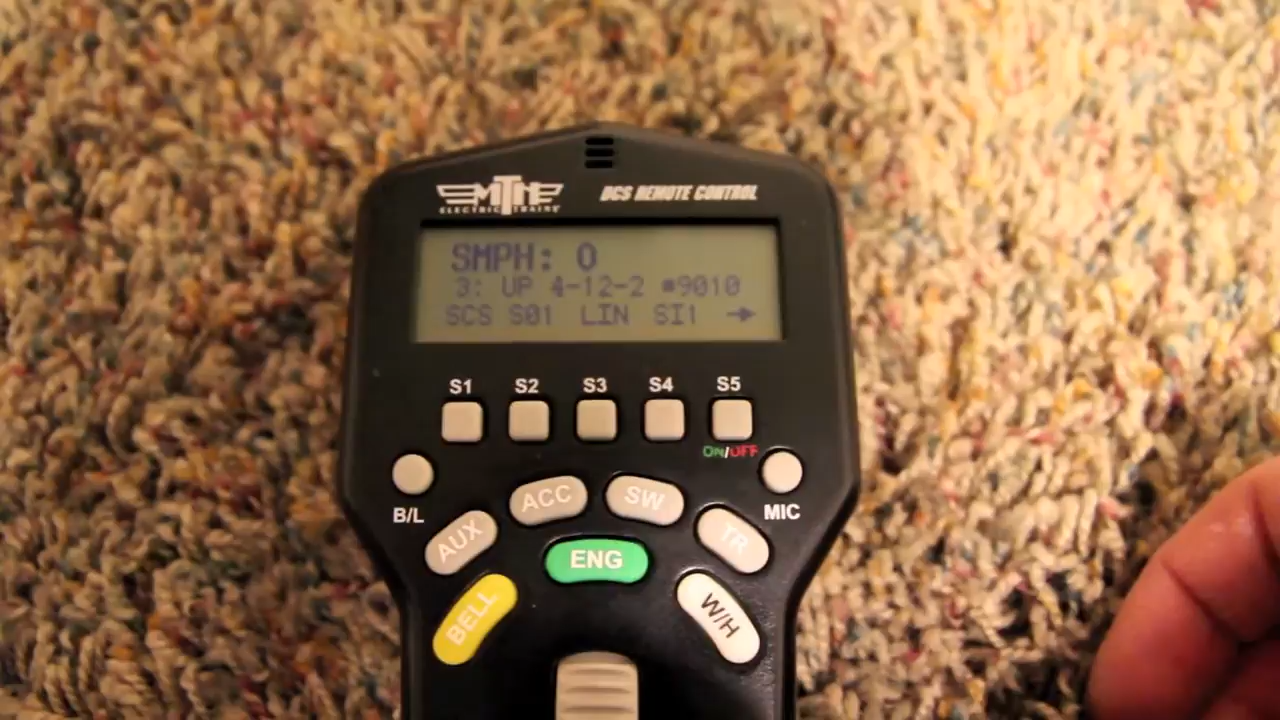 MTH
ELECTRIC TRAINS
DCS REMOTE CONTROL
SMPH: 0
3: UP 4-12-2 #9010
SCS S01 LIN SI1 →
S1 S2 S3 S4 S5
ON/OFF
B/L
MIC
ACC
SW
AUX
TR
ENG
BELL
W/H